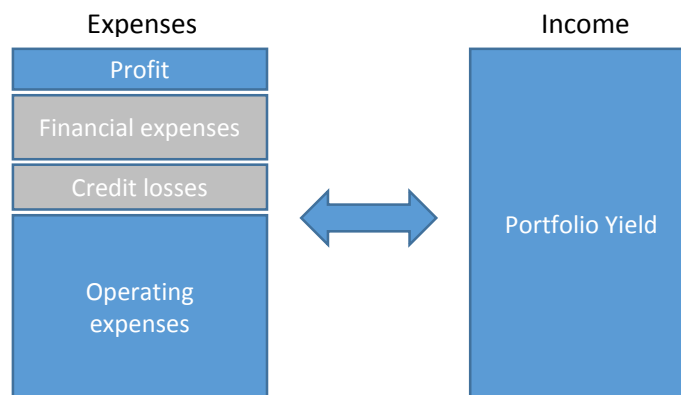 Expenses
Income
Profit
Financial expenses
Credit losses
Portfolio Yield
Operating
expenses